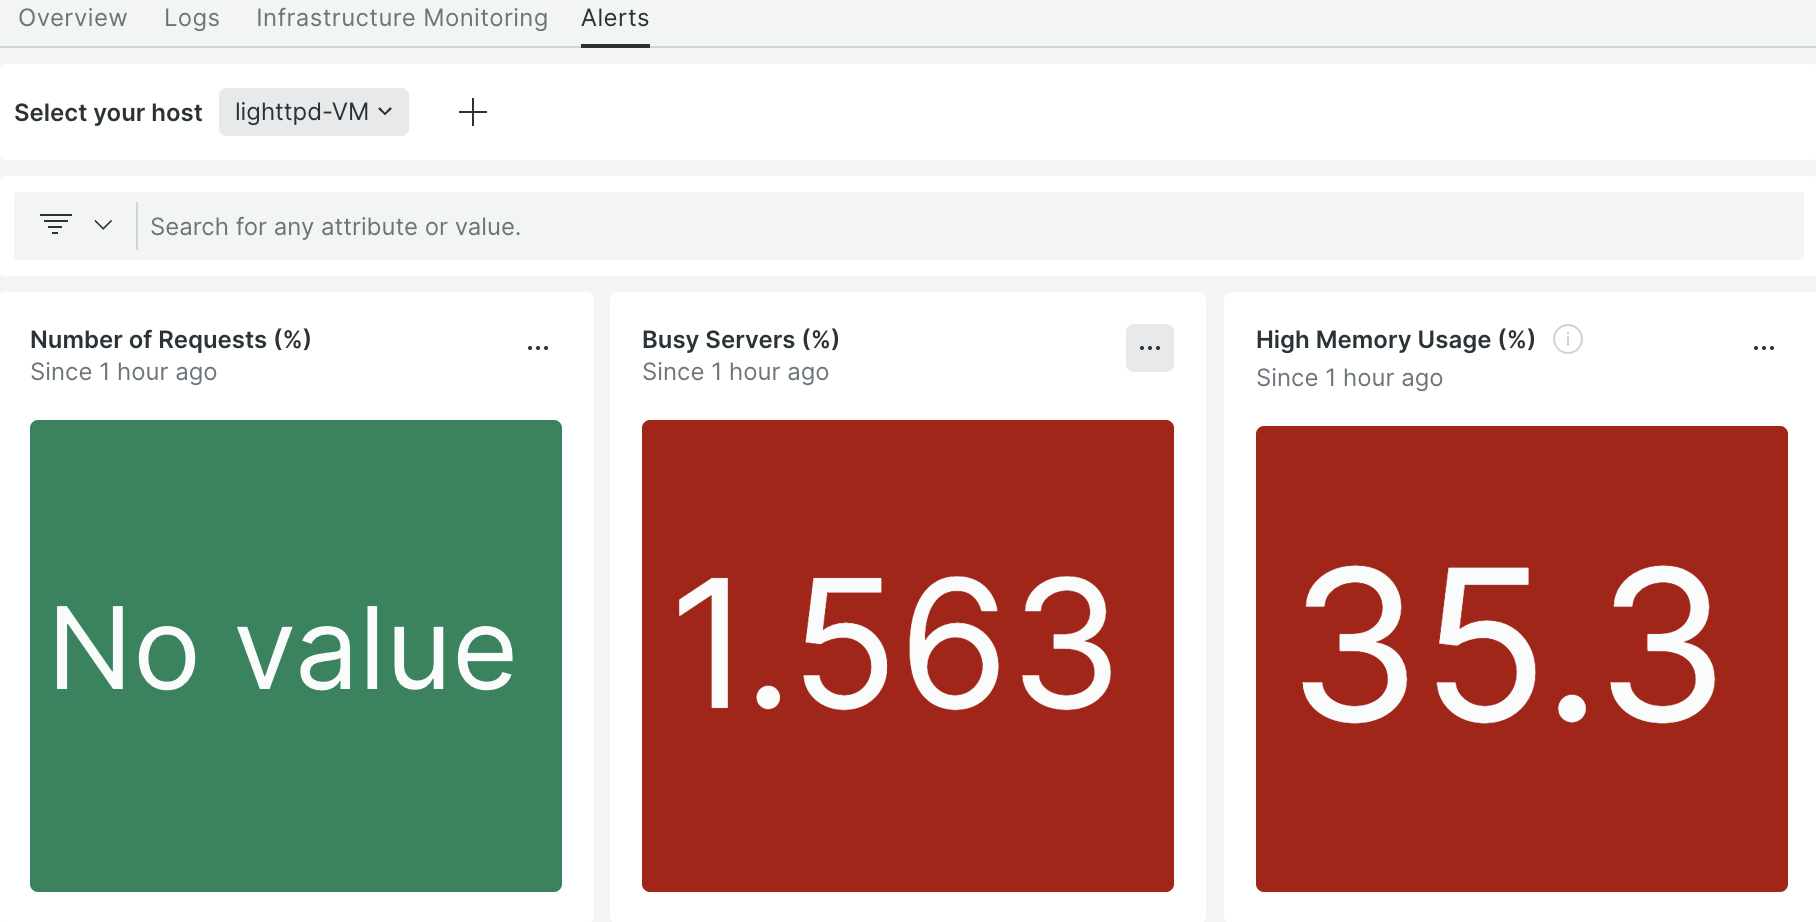 Overview Logs Infrastructure Monitoring Alerts
Select your host lighttpd-VM
Search for any attribute or value.
Number of Requests (%)
Since 1 hour ago
No value
Busy Servers (%)
Since 1 hour ago
1.563
High Memory Usage (%)
Since 1 hour ago
35.3